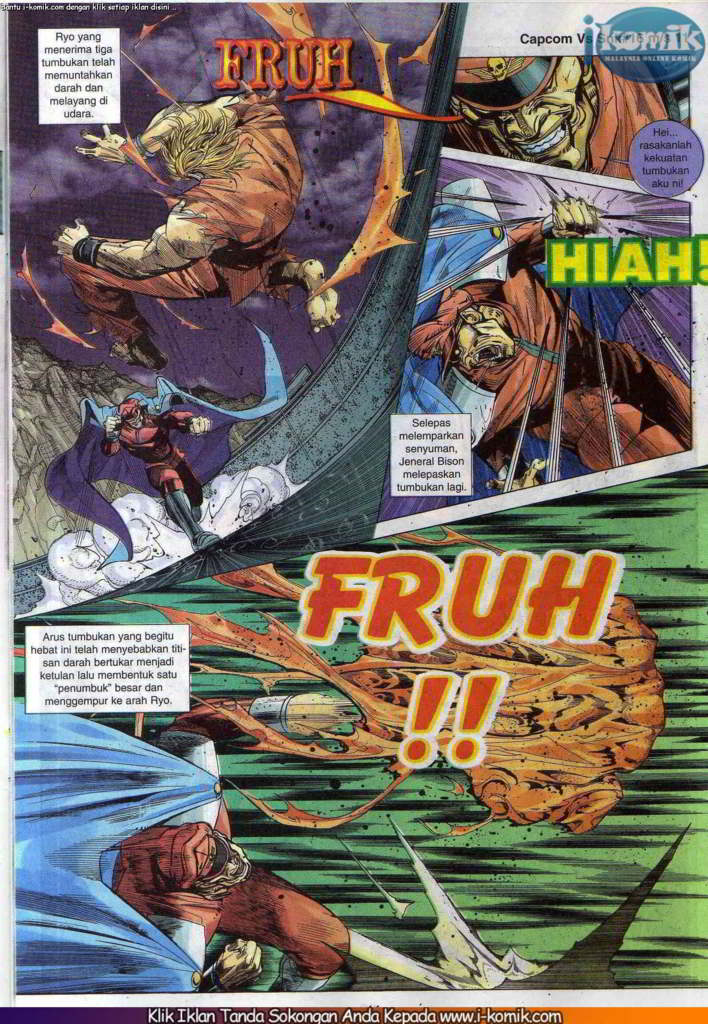 Bantu i-komik.com dengan klik setiap iklan disini ...
Capcom Vs
i komik
MALAYSIA ONLINE KOMIK
Ryo yang
menerima tiga
tumbukan telah
memuntahkan
darah dan
melayang di
udara.
FRUH
Hei...
rasakanlah
kekuatan
tumbukan
aku ni!
HIAH!
Selepas
melemparkan
senyuman,
Jeneral Bison
melepaskan
tumbukan lagi.
FRUH
!!
Arus tumbukan yang begitu
hebat ini telah menyebabkan titi-
san darah bertukar menjadi
ketulan lalu membentuk satu
“penumbuk” besar dan
menggempur ke arah Ryo.
Klik Iklan Tanda Sokongan Anda Kepada www.i-komik.com